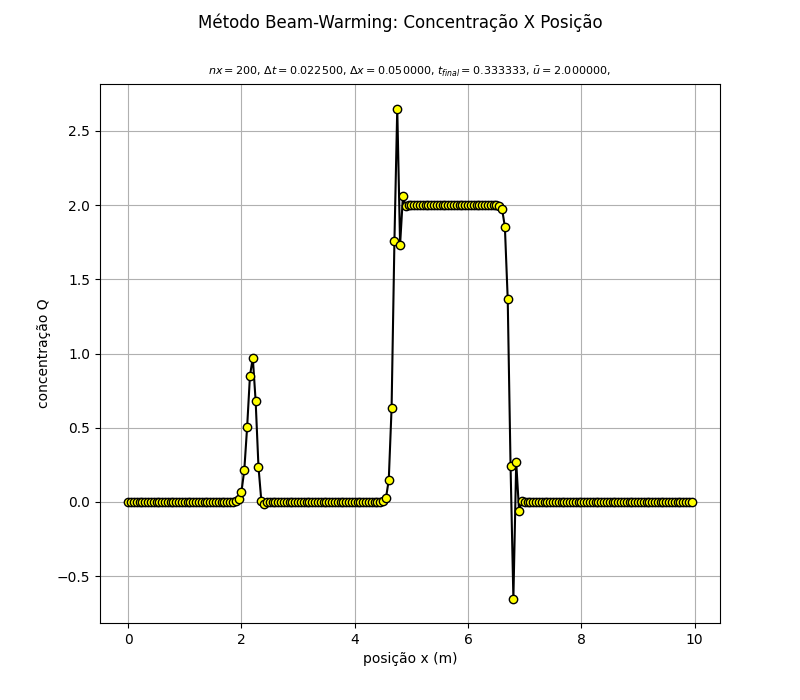 Método Beam-Warming: Concentração X Posição
nx = 200, Δt = 0.022500, Δx = 0.050000, t_final = 0.333333, ū = 2.000000,
2.5
2.0
1.5
1.0
0.5
0.0
−0.5
concentração Q
0 2 4 6 8 10
posição x (m)